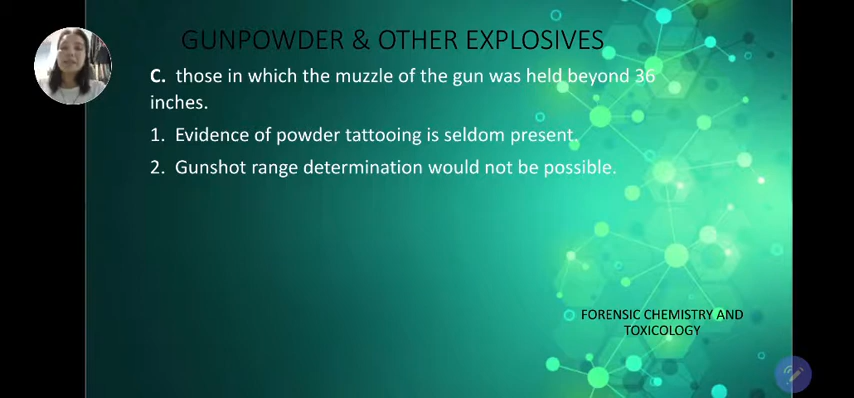 GUNPOWDER & OTHER EXPLOSIVES
C. those in which the muzzle of the gun was held beyond 36
inches.
1. Evidence of powder tattooing is seldom present.
2. Gunshot range determination would not be possible.
FORENSIC CHEMISTRY AND
TOXICOLOGY